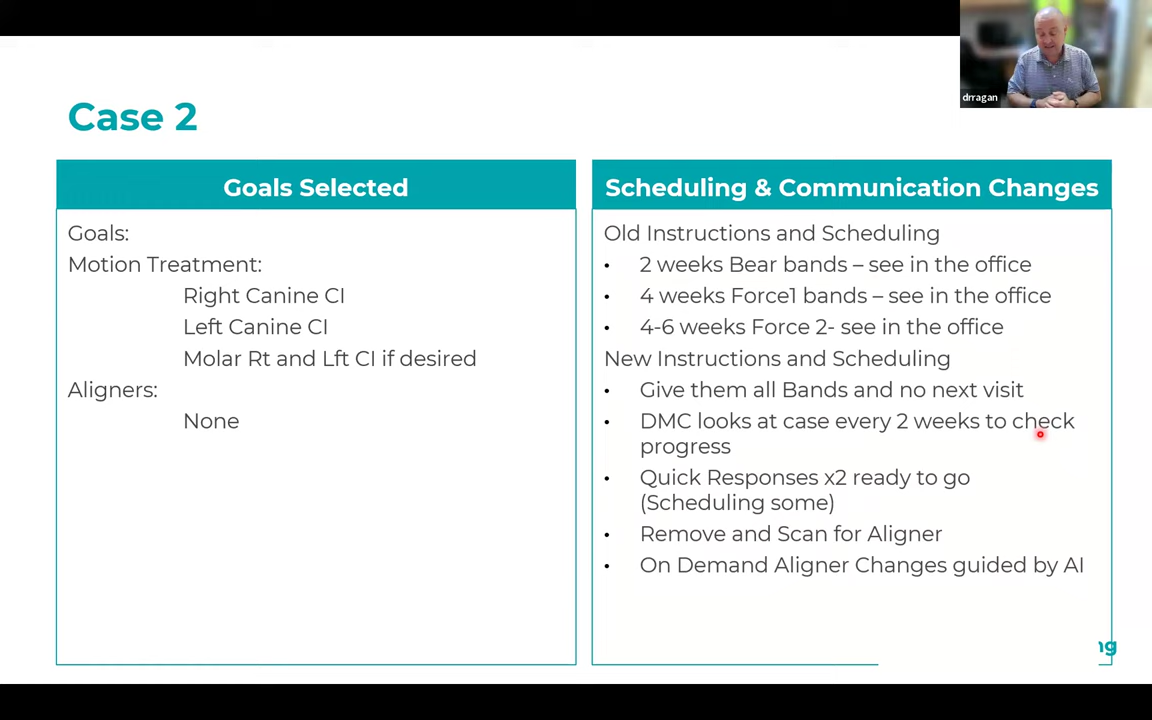 drragan
Case 2
Goals Selected
Goals:
Motion Treatment:
Right Canine CI
Left Canine CI
Molar Rt and Lft CI if desired
Aligners:
None
Scheduling & Communication Changes
Old Instructions and Scheduling
• 2 weeks Bear bands – see in the office
• 4 weeks Force1 bands – see in the office
• 4-6 weeks Force 2- see in the office
New Instructions and Scheduling
• Give them all Bands and no next visit
• DMC looks at case every 2 weeks to check
progress
• Quick Responses x2 ready to go
(Scheduling some)
• Remove and Scan for Aligner
• On Demand Aligner Changes guided by AI